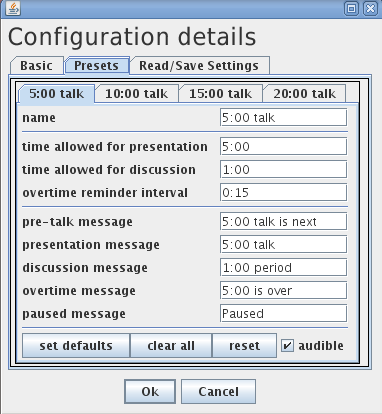 Configuration details
Basic Presets Read/Save Settings
5:00 talk 10:00 talk 15:00 talk 20:00 talk
name 5:00 talk
time allowed for presentation 5:00
time allowed for discussion 1:00
overtime reminder interval 0:15
pre-talk message 5:00 talk is next
presentation message 5:00 talk
discussion message 1:00 period
overtime message 5:00 is over
paused message Paused
set defaults clear all reset audible
Ok Cancel